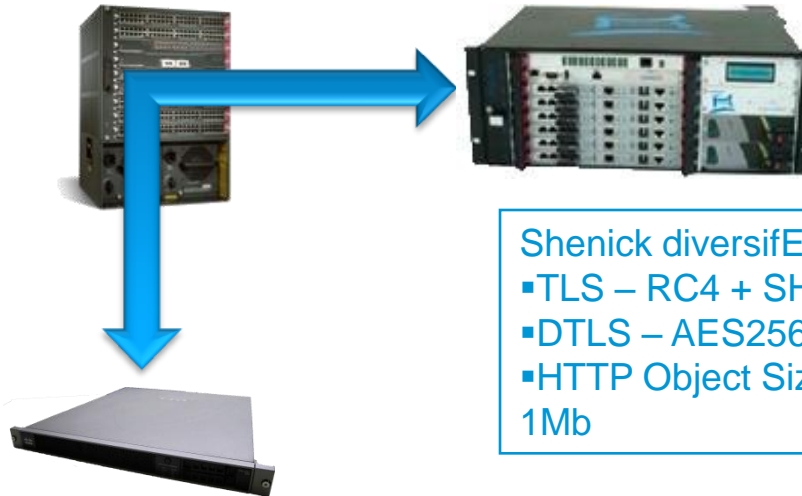 Shenick diversifE
▪TLS – RC4 + SH
▪DTLS – AES256
▪HTTP Object Siz
1Mb